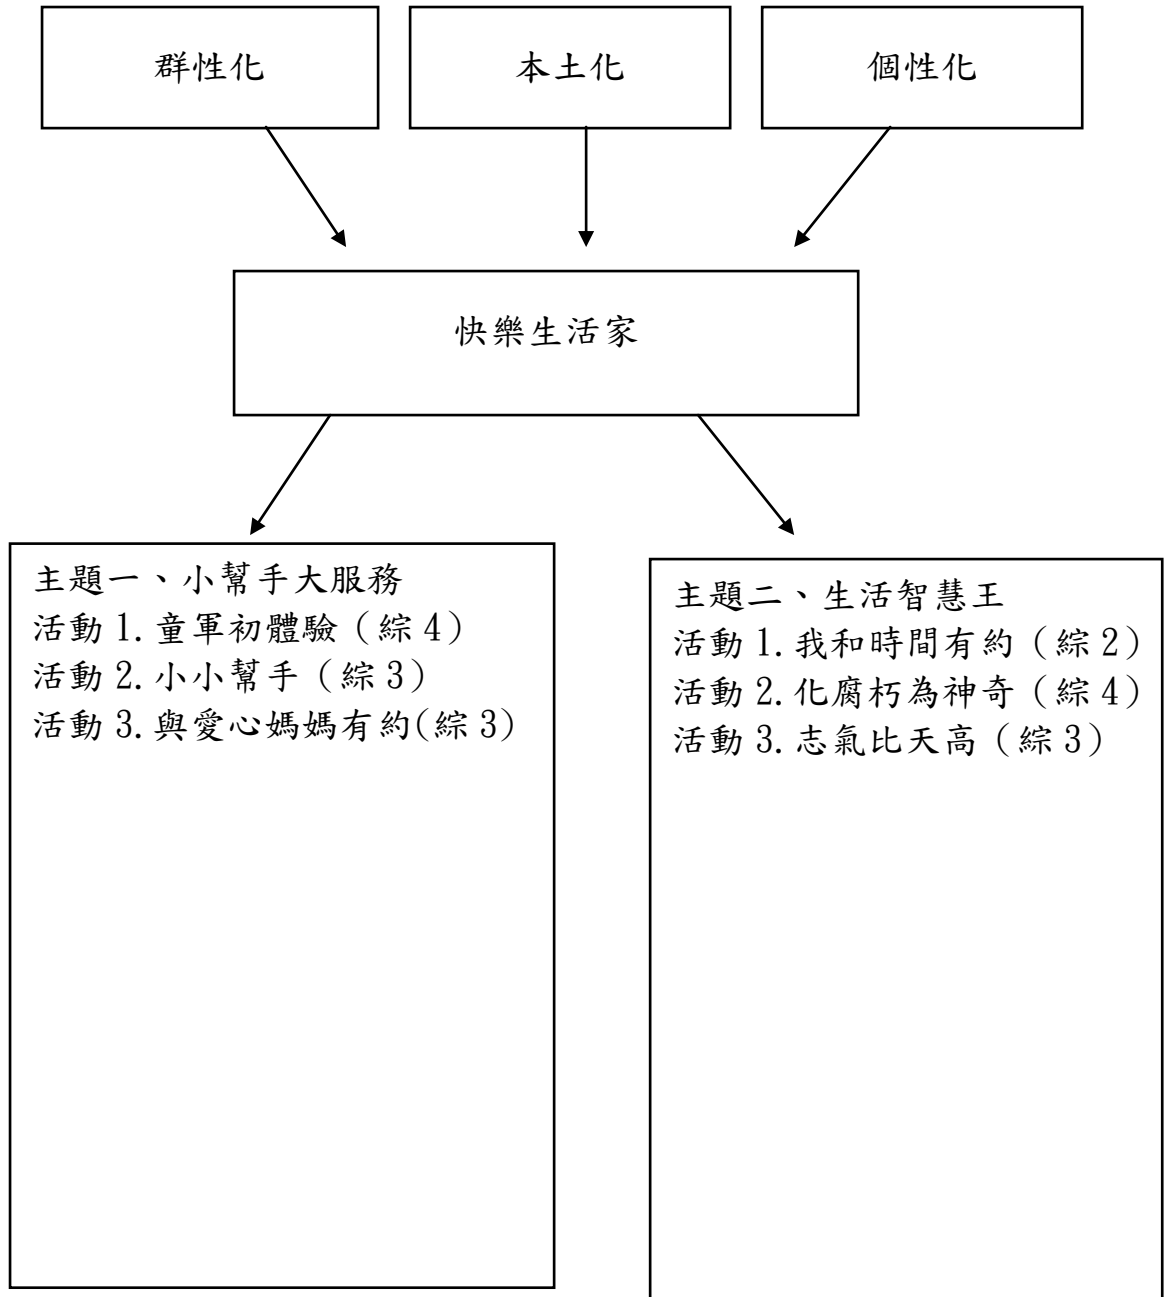 群性化
本土化
個性化
快樂生活家
主題一、小幫手大服務
活動 1.童軍初體驗（綜 4）
活動 2.小小幫手（綜 3）
活動 3.與愛心媽媽有約(綜 3)
主題二、生活智慧王
活動 1.我和時間有約（綜 2）
活動 2.化腐朽為神奇（綜 4）
活動 3.志氣比天高（綜 3）